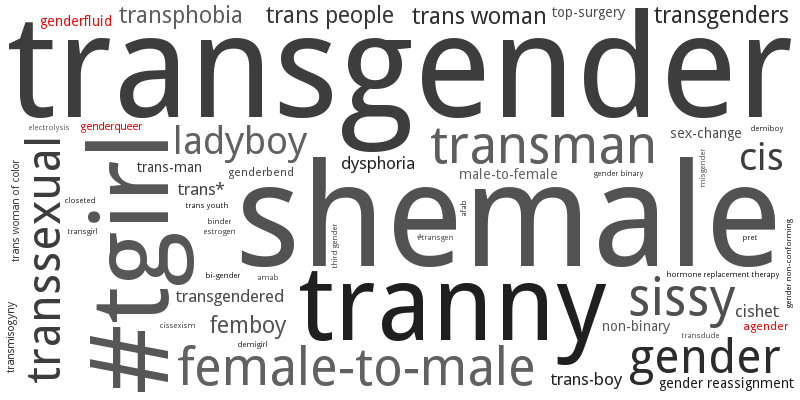 genderfluid
transphobia
trans people
trans woman
top-surgery
transgenders
transgender
electrolysis
genderqueer
ladyboy
transman
sex-change
demiboy
cis
trans woman of color
transsexual
closeted
transgirl
#tgirl
trans-man
genderbend
dysphoria
male-to-female
gender binary
misgender
trans*
trans youth
binder
estrogen
shemale
third gender
#transgen
afab
pret
gender non-conforming
bi-gender
amab
hormone replacement therapy
transgendered
tranny
sissy
cishet
transmisogyny
cissexism
femboy
demigirl
non-binary
transdude
agender
female-to-male
gender
trans-boy
gender reassignment